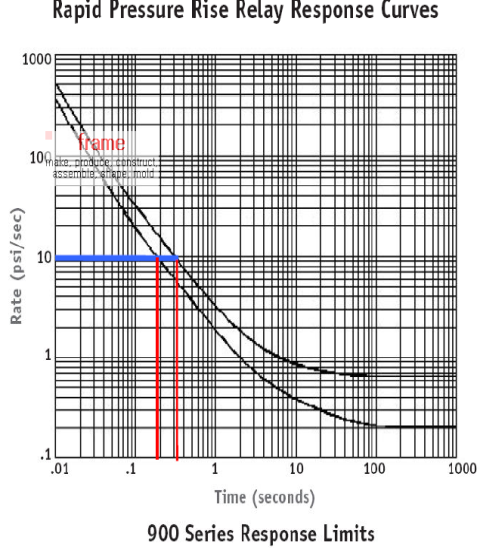 Rapid Pressure Rise Relay Response Curves
1000
frame
make, produce, construct,
assemble, shape, mold
100
10
1
.1
Rate (psi/sec)
.01 .1 1 10 100 1000
Time (seconds)
900 Series Response Limits